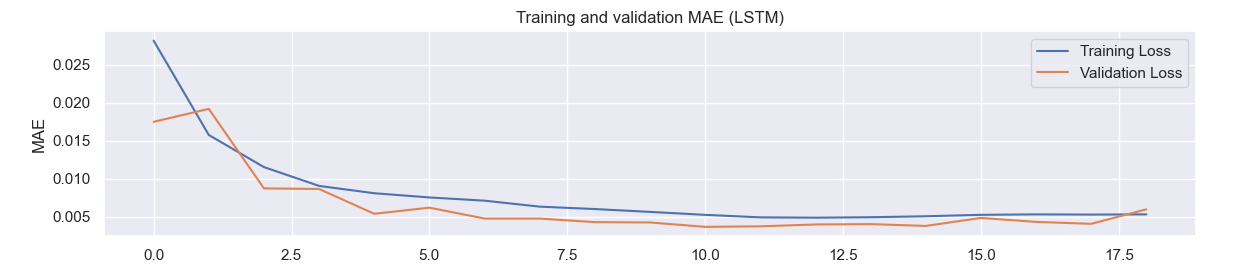 Training and validation MAE (LSTM)
Training Loss
Validation Loss
MAE
0.025
0.020
0.015
0.010
0.005
0.0 2.5 5.0 7.5 10.0 12.5 15.0 17.5